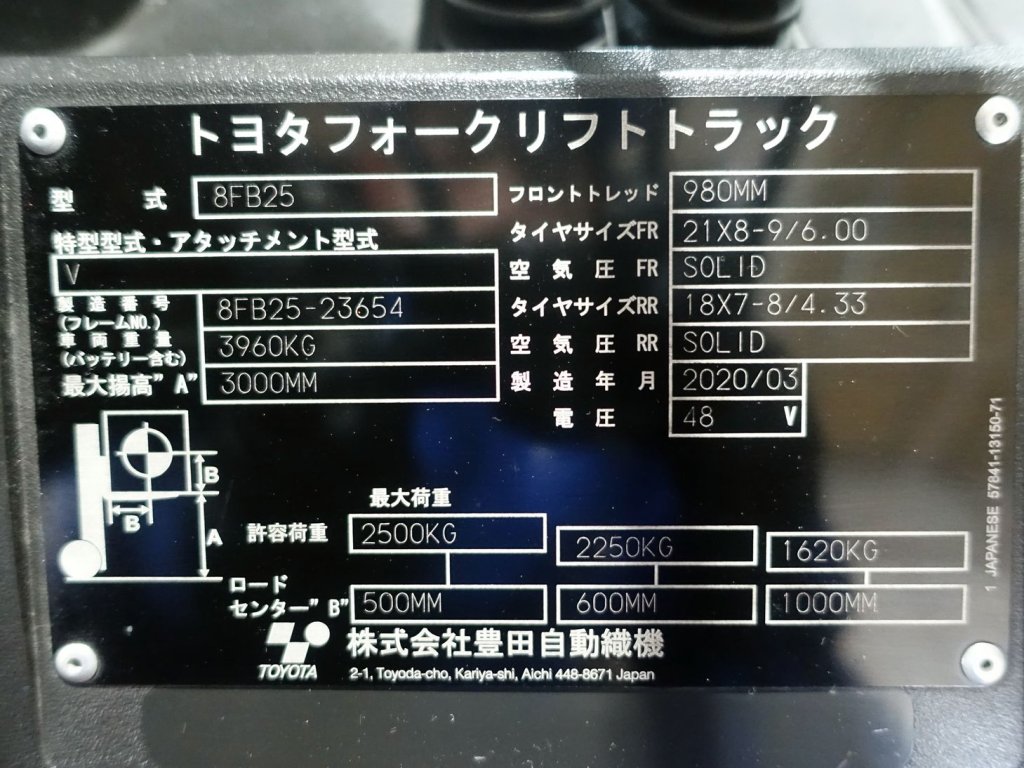 トヨタフォークリフトトラック
型式 8FB25 フロントトレッド 980MM
特型型式・アタッチメント型式 タイヤサイズFR 21X8-9/6.00
V 空気圧 FR SOLID
製造番号(フレームNO.) 8FB25-23654 タイヤサイズRR 18X7-8/4.33
車両重量(バッテリー含む) 3960KG 空気圧 RR SOLID
最大揚高"A" 3000MM 製造年月 2020/03
電圧 48 V
B
B
A
最大荷重
許容荷重 2500KG 2250KG 1620KG
ロードセンター"B" 500MM 600MM 1000MM
TOYOTA 株式会社豊田自動織機
2-1, Toyoda-cho, Kariya-shi, Aichi 448-8671 Japan
1 JAPANESE 57841-13150-71